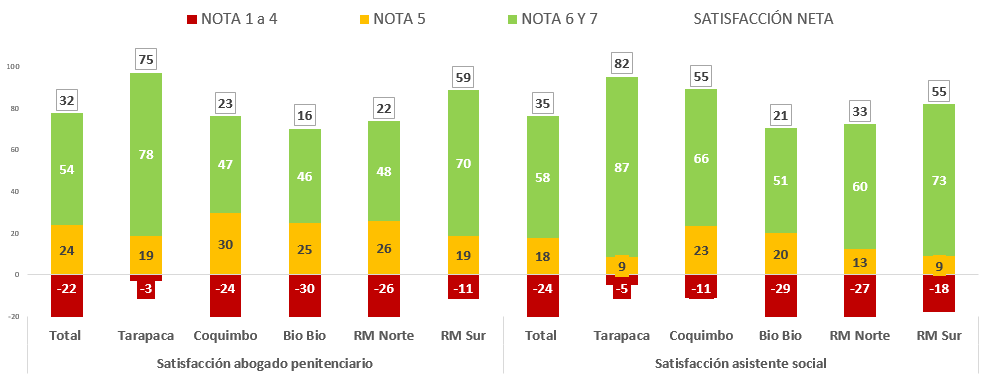 NOTA 1 a 4 NOTA 5 NOTA 6 Y 7 SATISFACCIÓN NETA
32 75 23 16 22 59 35 82 55 21 33 55
100
80
60
40
20
0
-20
54 78 47 46 48 70 58 87 66 51 60 73
24 19 30 25 26 19 18 9 23 20 13 9
-22 -3 -24 -30 -26 -11 -24 -5 -11 -29 -27 -18
Total Tarapaca Coquimbo Bio Bio RM Norte RM Sur Total Tarapaca Coquimbo Bio Bio RM Norte RM Sur
Satisfacción abogado penitenciario Satisfacción asistente social